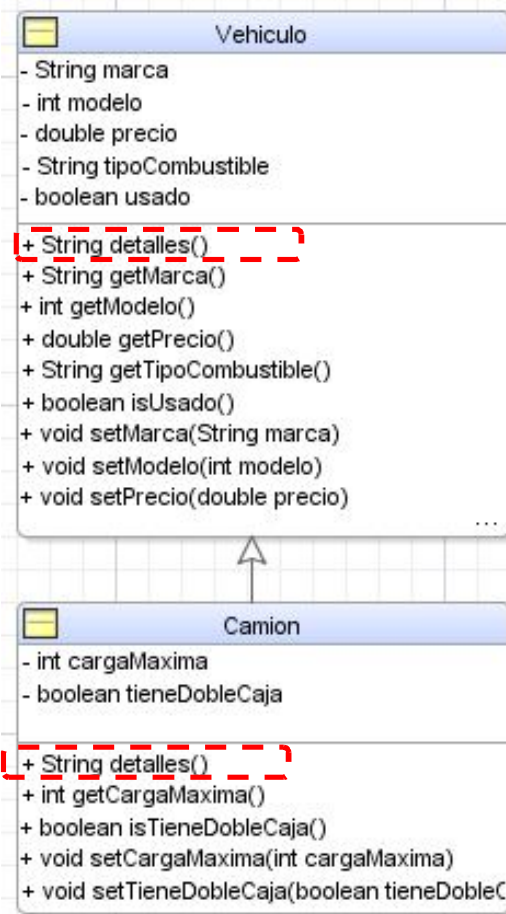 Vehiculo
- String marca
- int modelo
- double precio
- String tipoCombustible
- boolean usado
+ String detalles()
+ String getMarca()
+ int getModelo()
+ double getPrecio()
+ String getTipoCombustible()
+ boolean isUsado()
+ void setMarca(String marca)
+ void setModelo(int modelo)
+ void setPrecio(double precio)
...
Camion
- int cargaMaxima
- boolean tieneDobleCaja
+ String detalles()
+ int getCargaMaxima()
+ boolean isTieneDobleCaja()
+ void setCargaMaxima(int cargaMaxima)
+ void setTieneDobleCaja(boolean tieneDobleC